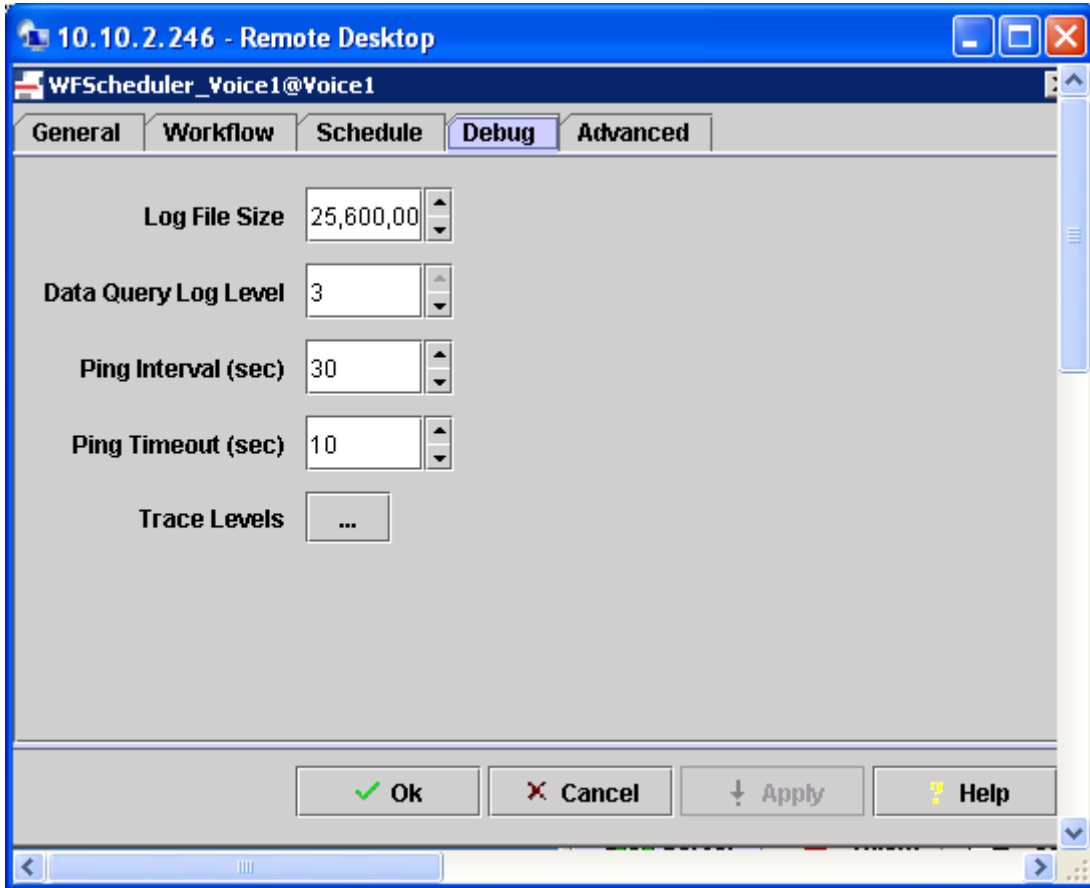 10.10.2.246 - Remote Desktop
WFScheduler_Voice1@Voice1
General Workflow Schedule Debug Advanced
Log File Size 25,600,00
Data Query Log Level 3
Ping Interval (sec) 30
Ping Timeout (sec) 10
Trace Levels ...
Ok Cancel Apply Help